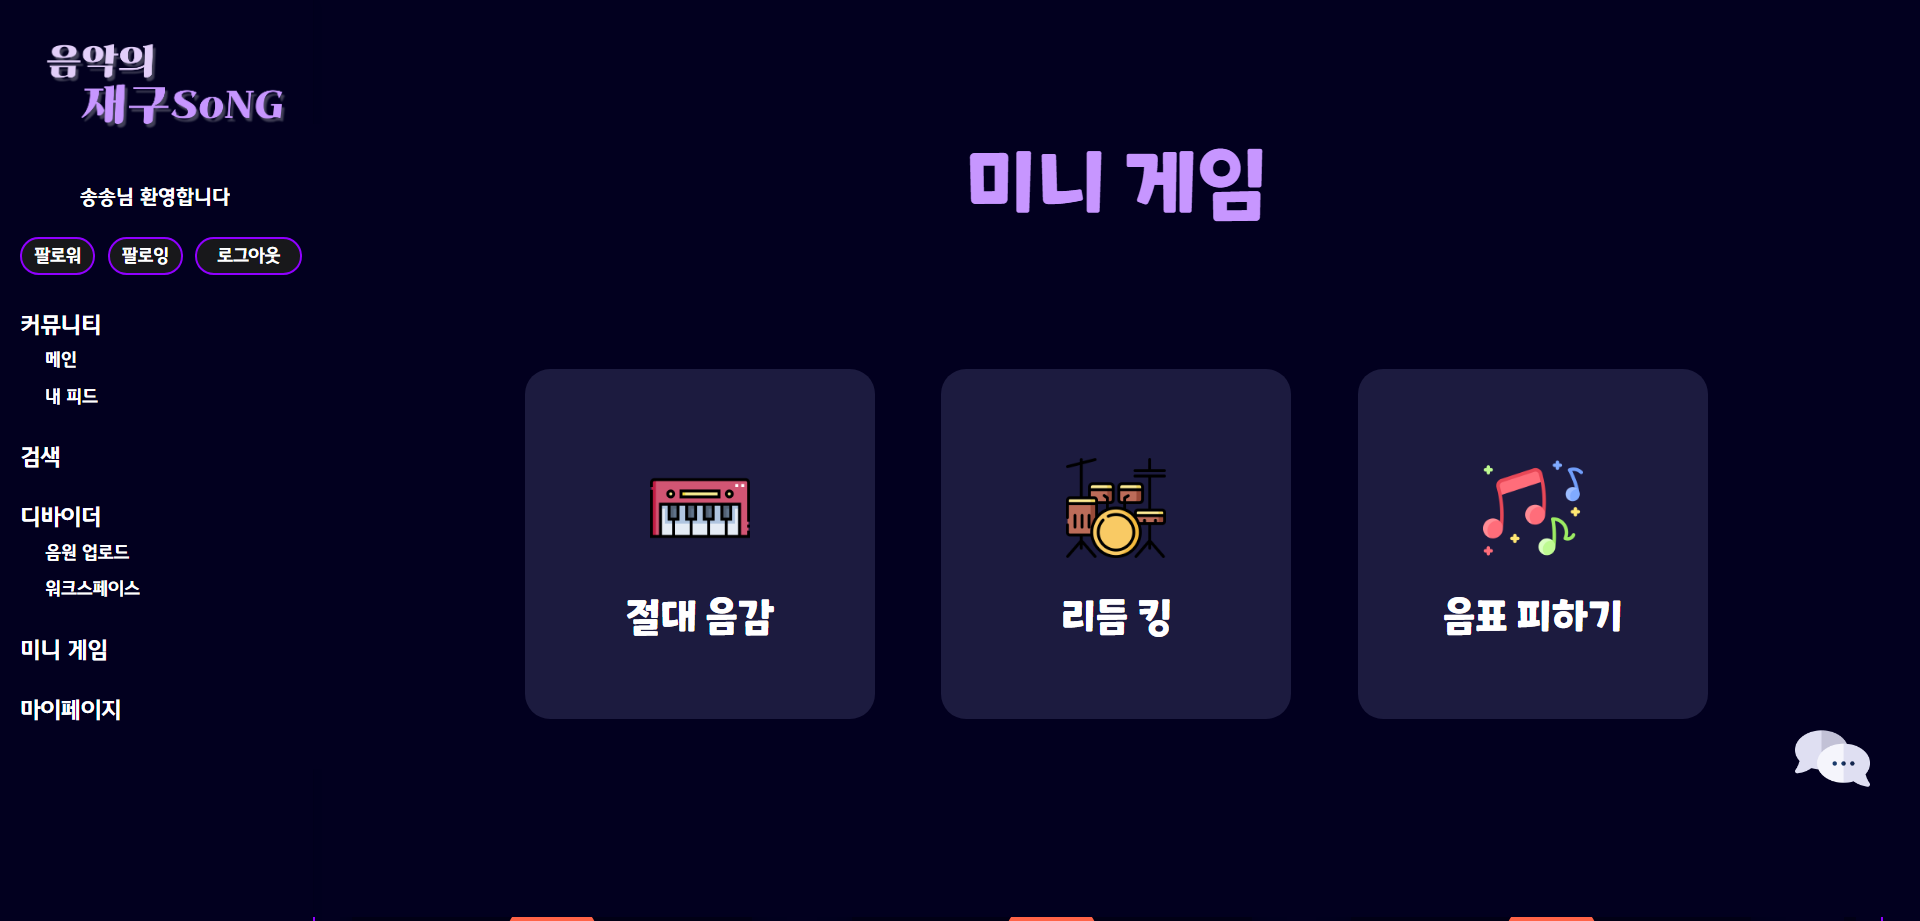 음악의
재구SoNG
송송님 환영합니다
팔로워 팔로잉 로그아웃
커뮤니티
메인
내 피드
검색
디바이더
음원 업로드
워크스페이스
미니 게임
마이페이지
미니 게임
절대 음감
리듬 킹
음표 피하기